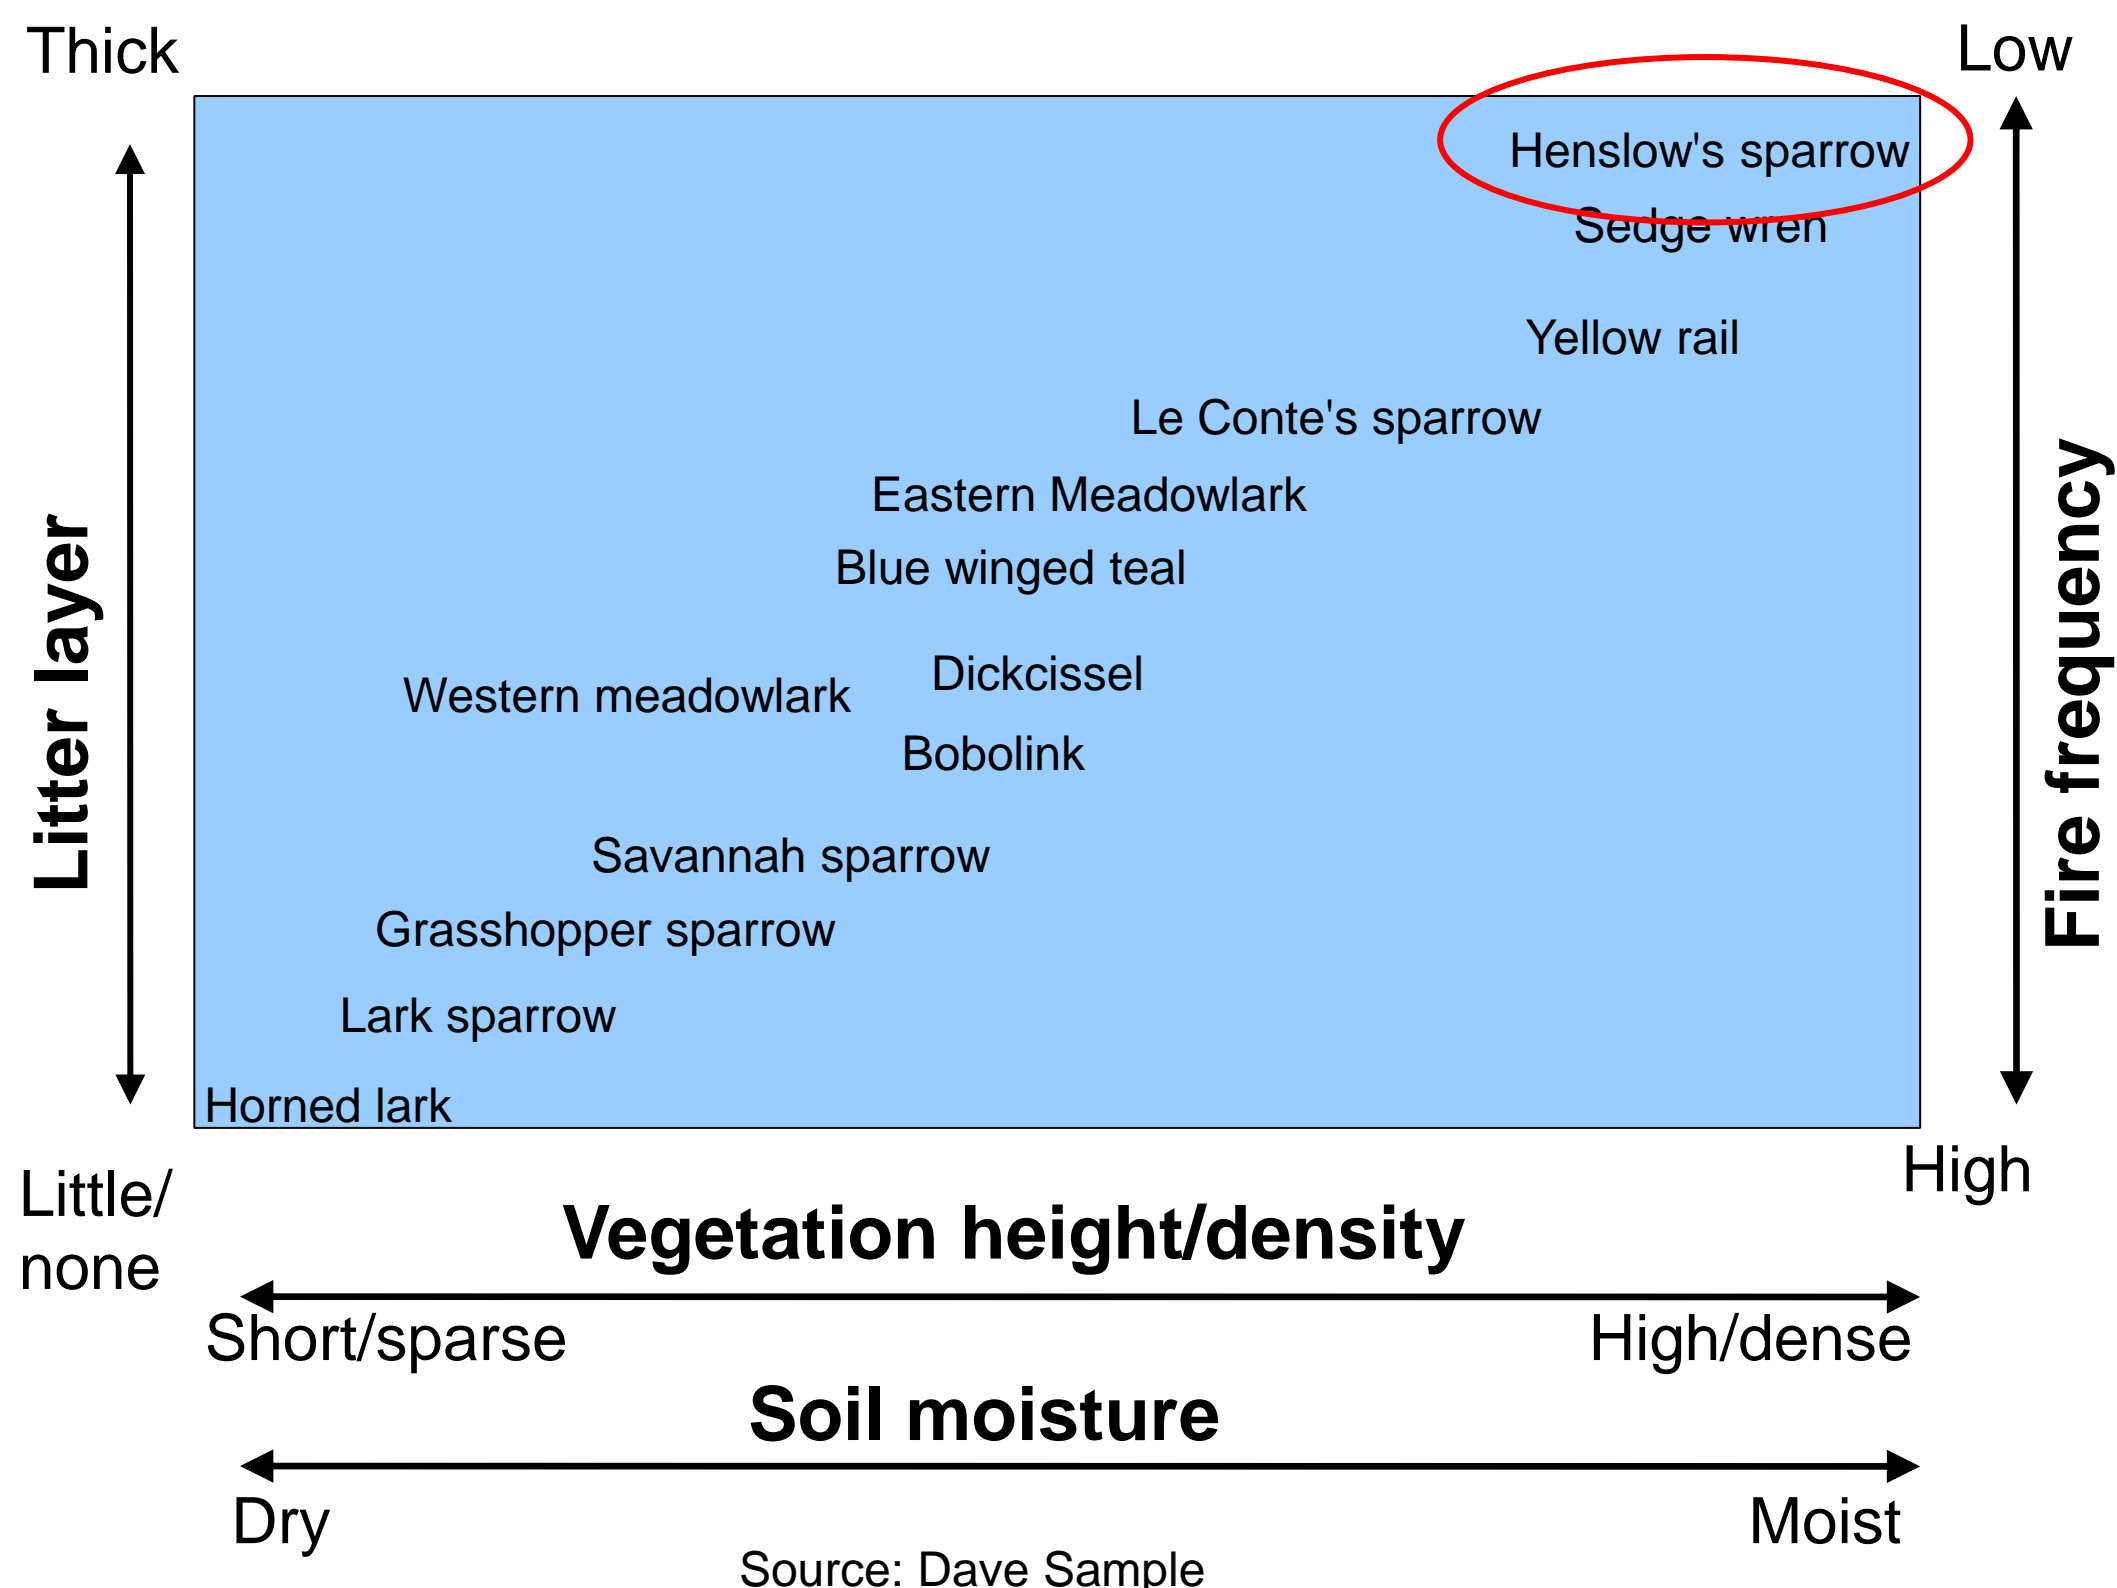 Thick
Low
Henslow's sparrow
Sedge wren
Yellow rail
Le Conte's sparrow
Eastern Meadowlark
Blue winged teal
Dickcissel
Western meadowlark
Bobolink
Savannah sparrow
Grasshopper sparrow
Lark sparrow
Horned lark
Litter layer
Fire frequency
Little/
none
High
Vegetation height/density
Short/sparse
High/dense
Soil moisture
Dry
Moist
Source: Dave Sample